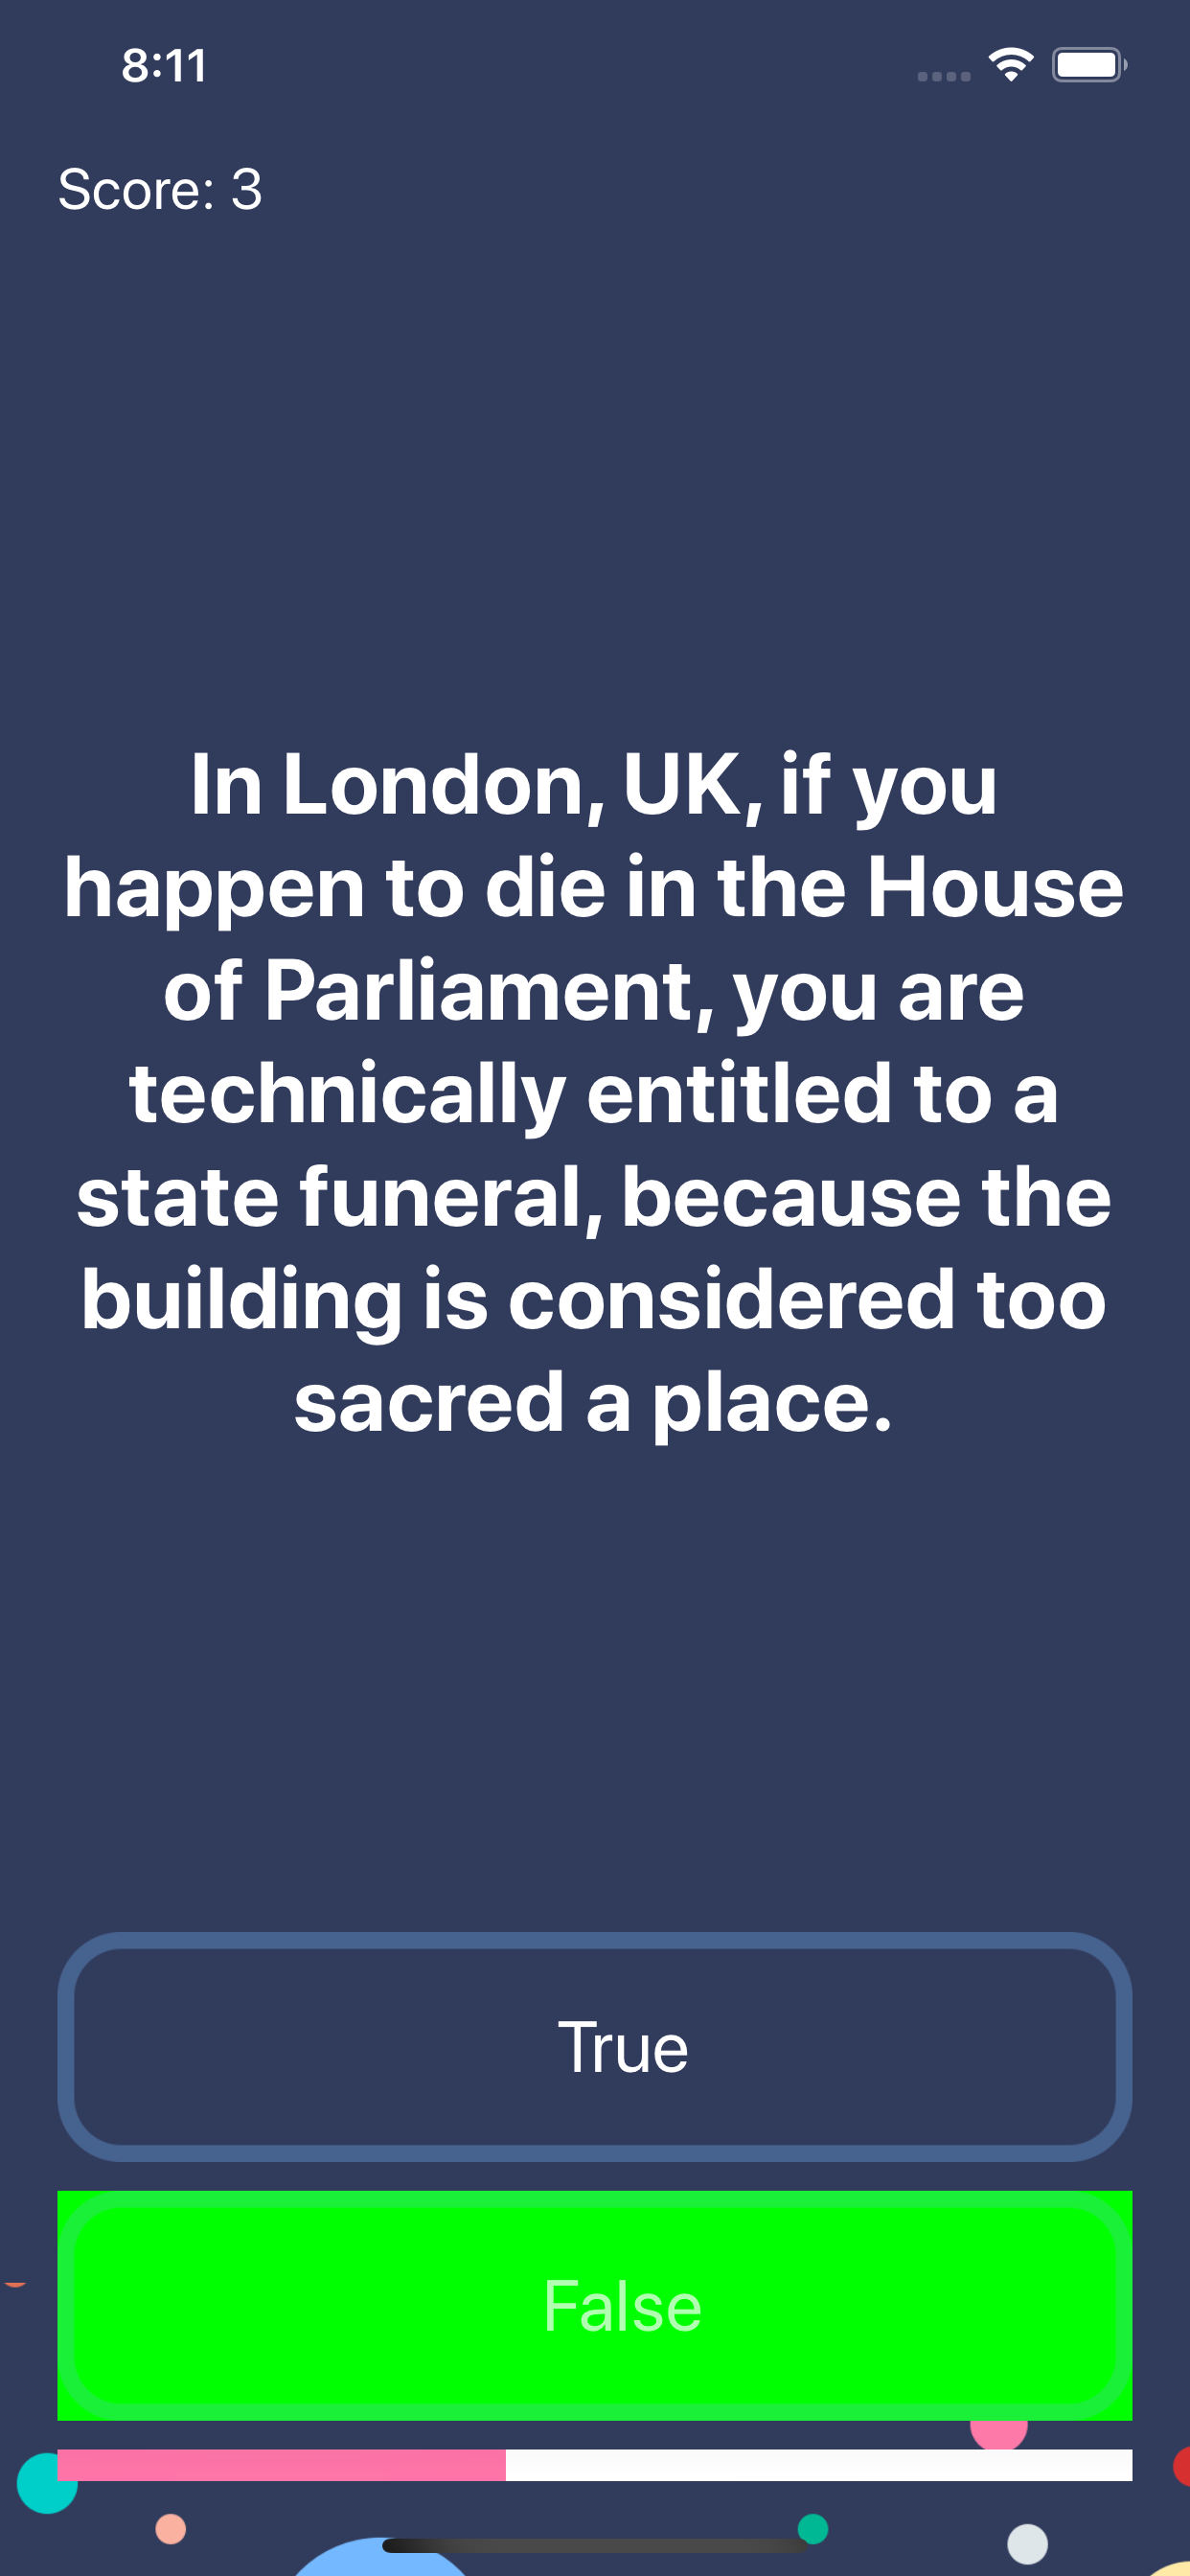 8:11
Score: 3
In London, UK, if you
happen to die in the House
of Parliament, you are
technically entitled to a
state funeral, because the
building is considered too
sacred a place.
True
False